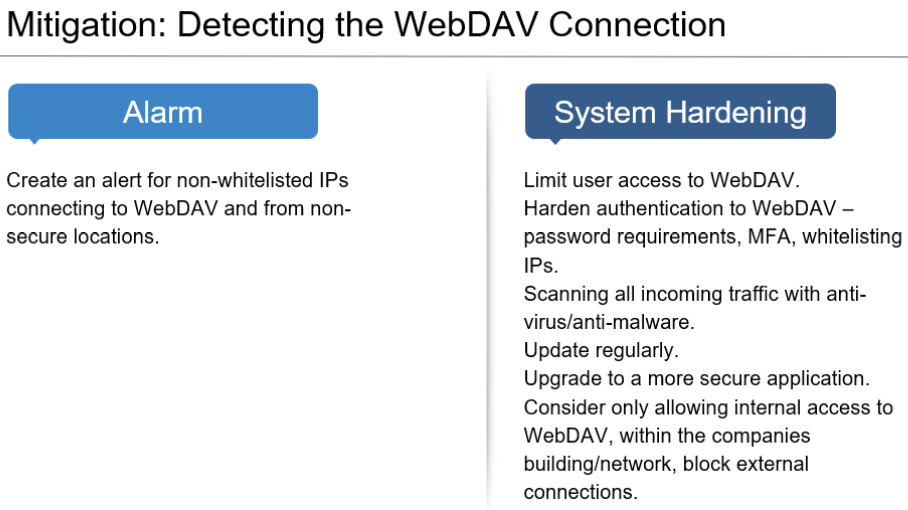 Mitigation: Detecting the WebDAV Connection
Alarm
Create an alert for non-whitelisted IPs
connecting to WebDAV and from non-
secure locations.
System Hardening
Limit user access to WebDAV.
Harden authentication to WebDAV –
password requirements, MFA, whitelisting
IPs.
Scanning all incoming traffic with anti-
virus/anti-malware.
Update regularly.
Upgrade to a more secure application.
Consider only allowing internal access to
WebDAV, within the companies
building/network, block external
connections.